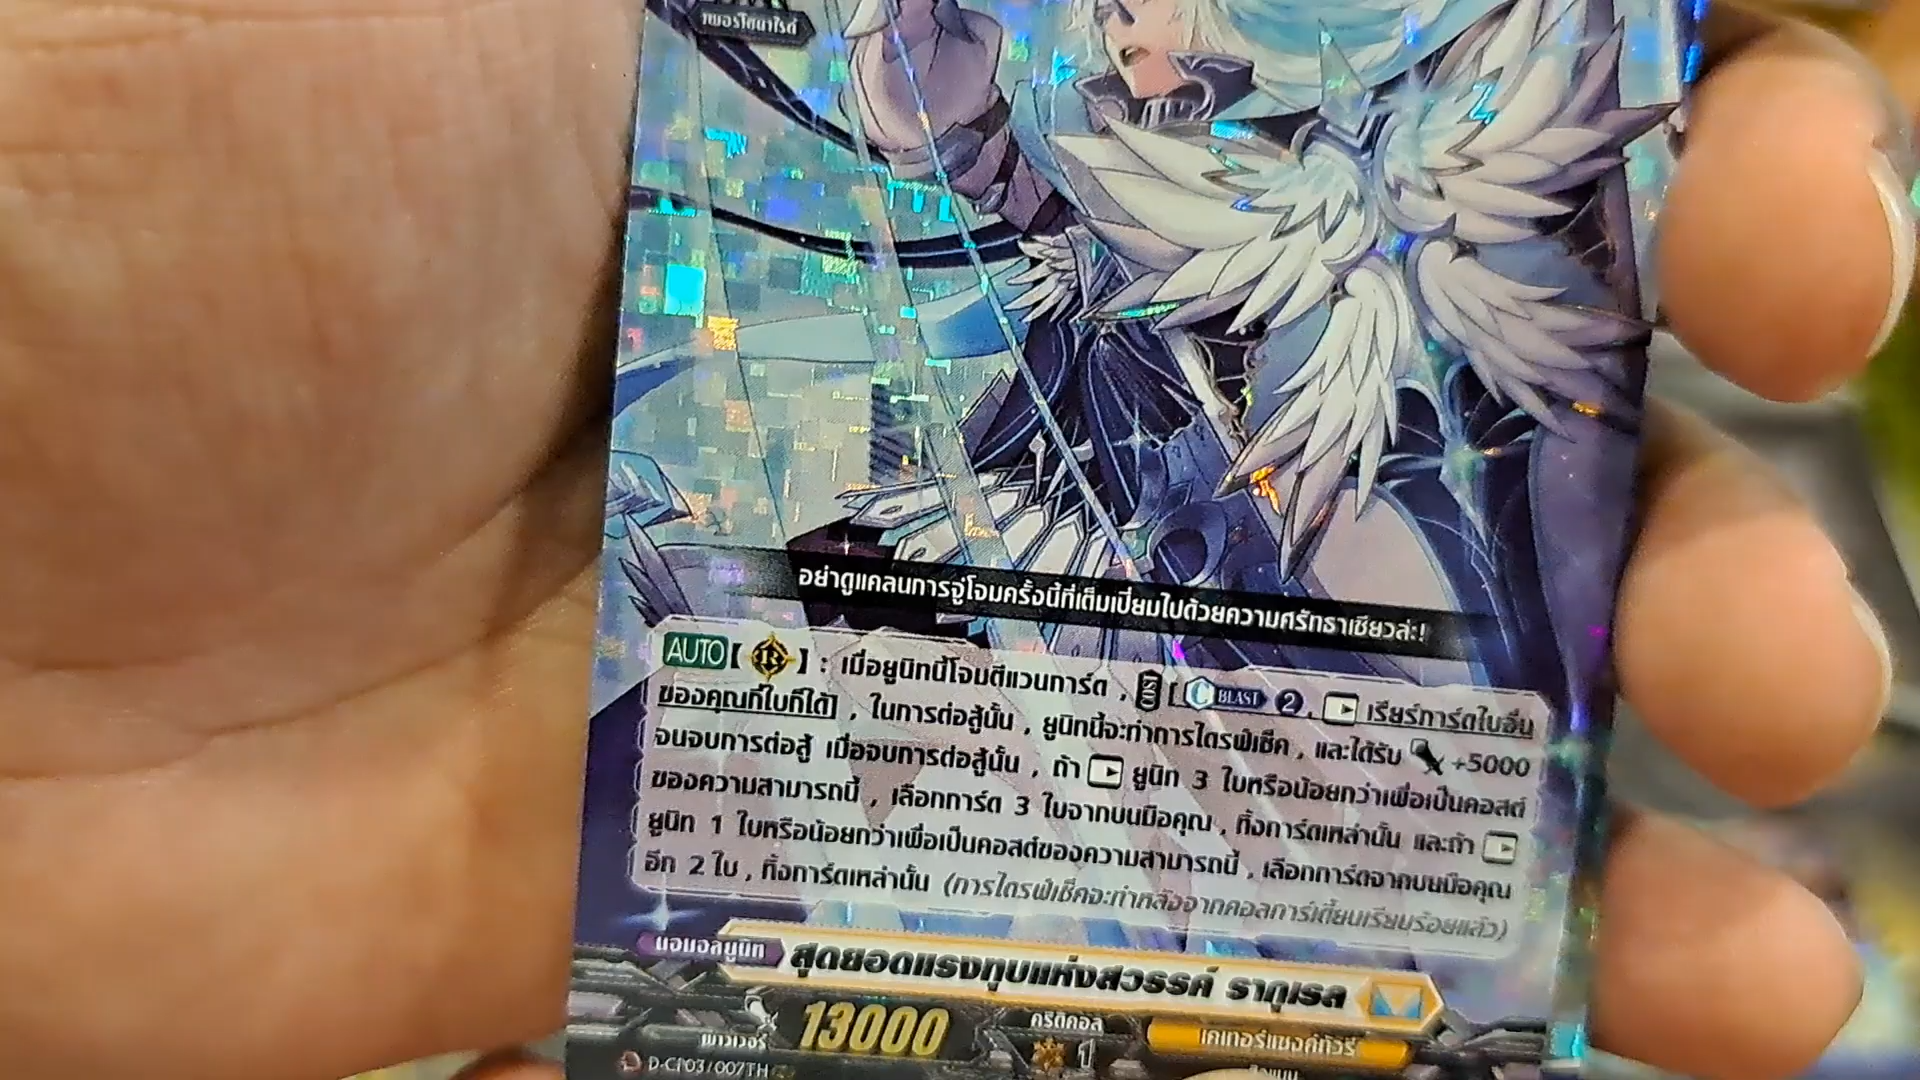 เพอร์โซนาไรด์
อย่าดูแคลนการจู่โจมครั้งนี้ที่เต็มเปี่ยมไปด้วยความศรัทธาเชียวล่ะ!
AUTO【 R 】 : เมื่อยูนิทนี้โจมตีแวนการ์ด , [ C BLAST 2 , เรียร์การ์ดใบอื่น
ของคุณกี่ใบก็ได้] , ในการต่อสู้นั้น , ยูนิทนี้จะทำการไดรฟ์เช็ค , และได้รับ +5000
จนจบการต่อสู้ เมื่อจบการต่อสู้นั้น , ถ้า ยูนิท 3 ใบหรือน้อยกว่าเพื่อเป็นคอสต์
ของความสามารถนี้ , เลือกการ์ด 3 ใบจากบนมือคุณ , ทิ้งการ์ดเหล่านั้น และถ้า
ยูนิท 1 ใบหรือน้อยกว่าเพื่อเป็นคอสต์ของความสามารถนี้ , เลือกการ์ดจากบนมือคุณ
อีก 2 ใบ , ทิ้งการ์ดเหล่านั้น (การไดรฟ์เช็คจะทำหลังจากคอลการ์เดี้ยนเรียบร้อยแล้ว)
นอมอลยูนิท สุดยอดแรงทูบแห่งสวรรค์ รากุเรล
พาวเวอร์ 13000 คริติคอล 1 เคเทอร์แซงค์ทัวรี่
D-CP03/007TH